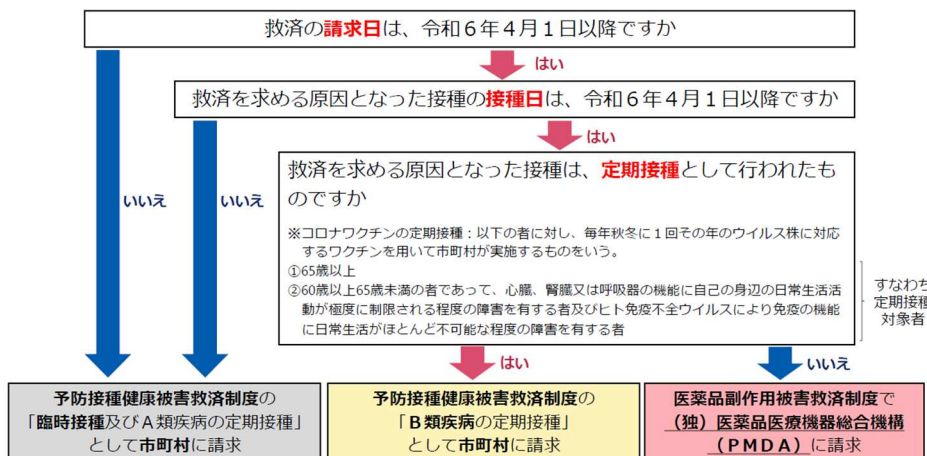 救済の請求日は、令和６年４月１日以降ですか
はい
救済を求める原因となった接種の接種日は、令和６年４月１日以降ですか
はい
いいえ
いいえ
救済を求める原因となった接種は、定期接種として行われたも
のですか
※コロナワクチンの定期接種：以下の者に対し、毎年秋冬に１回その年のウイルス株に対応
するワクチンを用いて市町村が実施するものをいう。
①65歳以上
②60歳以上65歳未満の者であって、心臓、腎臓又は呼吸器の機能に自己の身辺の日常生活活
動が極度に制限される程度の障害を有する者及びヒト免疫不全ウイルスにより免疫の機能
に日常生活がほとんど不可能な程度の障害を有する者
すなわち
定期接種
対象者
はい
いいえ
予防接種健康被害救済制度の
「臨時接種及びＡ類疾病の定期接種」
として市町村に請求
予防接種健康被害救済制度の
「Ｂ類疾病の定期接種」
として市町村に請求
医薬品副作用被害救済制度で
（独）医薬品医療機器総合機構
（ＰＭＤＡ）に請求